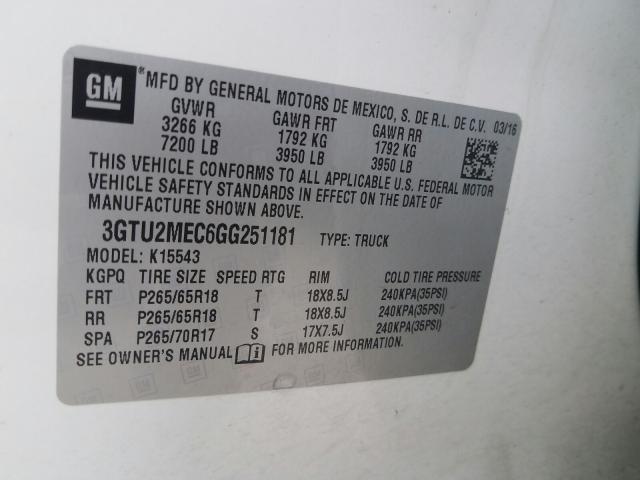 GM
® MFD BY GENERAL MOTORS DE MEXICO, S. DE R.L. DE C.V. 03/16
GVWR GAWR FRT GAWR RR
3266 KG 1792 KG 1792 KG
7200 LB 3950 LB 3950 LB
THIS VEHICLE CONFORMS TO ALL APPLICABLE U.S. FEDERAL MOTOR
VEHICLE SAFETY STANDARDS IN EFFECT ON THE DATE OF
MANUFACTURE SHOWN ABOVE.
3GTU2MEC6GG251181 TYPE: TRUCK
MODEL: K15543
KGPQ TIRE SIZE SPEED RTG RIM COLD TIRE PRESSURE
FRT P265/65R18 T 18X8.5J 240KPA(35PSI)
RR P265/65R18 T 18X8.5J 240KPA(35PSI)
SPA P265/70R17 S 17X7.5J 240KPA(35PSI)
SEE OWNER'S MANUAL i FOR MORE INFORMATION.